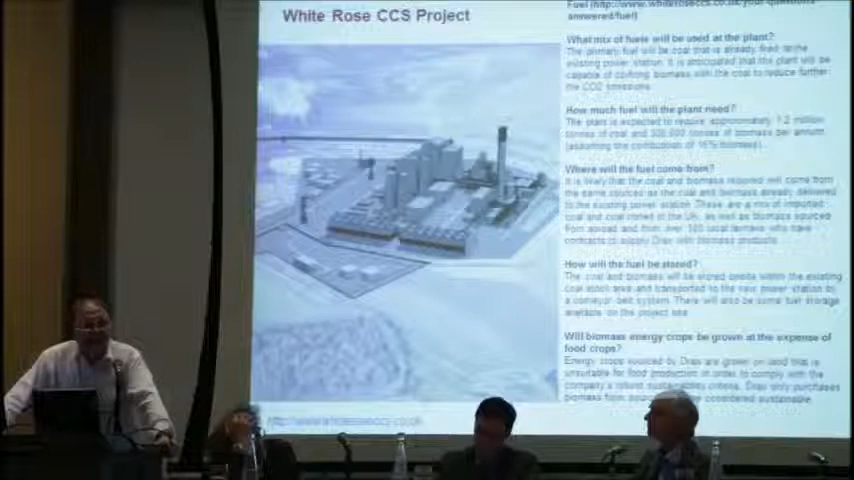 White Rose CCS Project
Fuel (http://www.whiteroseccs.co.uk/your-questions-
answered/fuel)
What mix of fuels will be used at the plant?
The primary fuel will be coal that is already fired at the
existing power station. It is anticipated that the plant will be
capable of co-firing biomass with the coal to reduce further
the CO2 emissions.
How much fuel will the plant need?
The plant is expected to require approximately 1.2 million
tonnes of coal and 300,000 tonnes of biomass per annum
(assuming the combustion of 15% biomass).
Where will the fuel come from?
It is likely that the coal and biomass required will come from
the same sources as the coal and biomass already delivered
to the existing power station. These are a mix of imported
coal and coal mined in the UK, as well as biomass sourced
from abroad and from over 100 local farmers who have
contracts to supply Drax with biomass products.
How will the fuel be stored?
The coal and biomass will be stored onsite within the existing
coal stock area and transported to the new power station by
a conveyor belt system. There will also be some fuel storage
available on the project site
Will biomass energy crops be grown at the expense of
food crops?
Energy crops sourced by Drax are grown on land that is
unsuitable for food production in order to comply with the
company's robust sustainability criteria. Drax only purchases
biomass from considered sustainable
http://www.whiteroseccs.co.uk